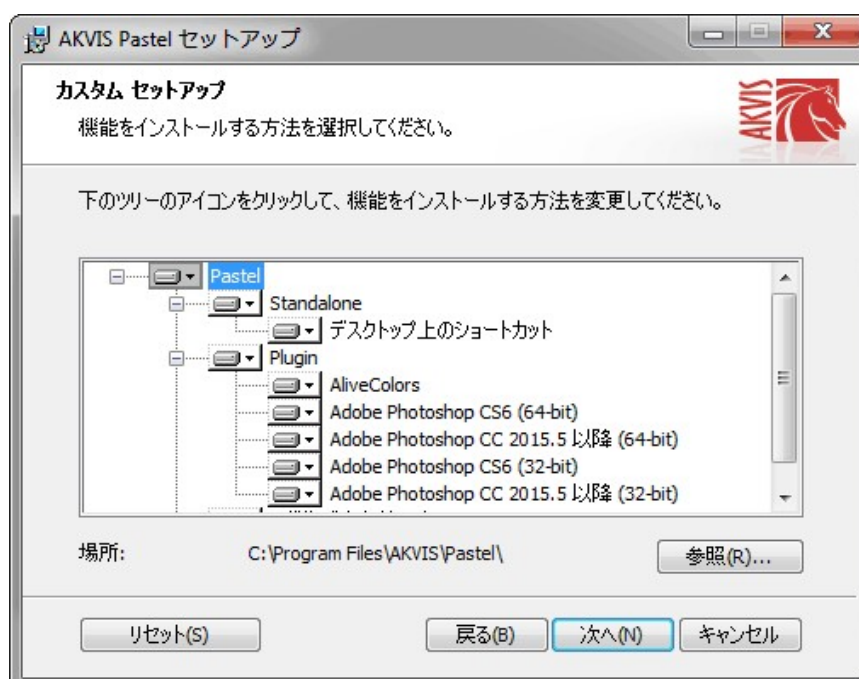 AKVIS Pastel セットアップ
カスタム セットアップ
機能をインストールする方法を選択してください。
AKVIS
下のツリーのアイコンをクリックして、機能をインストールする方法を変更してください。
Pastel
Standalone
デスクトップ上のショートカット
Plugin
AliveColors
Adobe Photoshop CS6 (64-bit)
Adobe Photoshop CC 2015.5 以降 (64-bit)
Adobe Photoshop CS6 (32-bit)
Adobe Photoshop CC 2015.5 以降 (32-bit)
場所: C:\Program Files\AKVIS\Pastel\ 参照(R)...
リセット(S) 戻る(B) 次へ(N) キャンセル